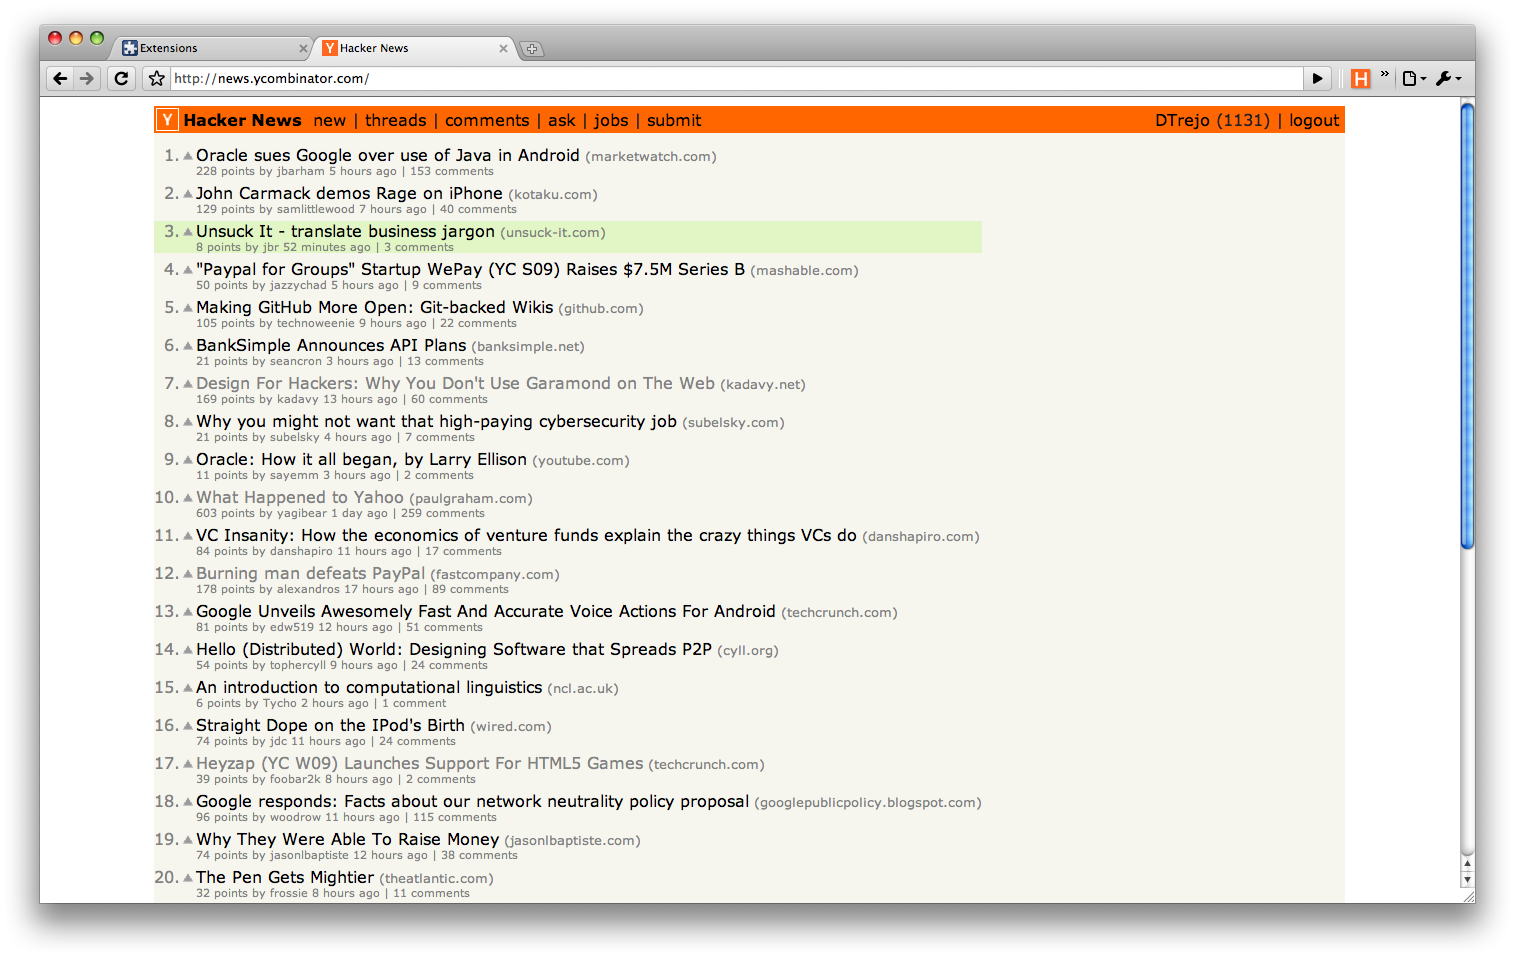 Extensions
Y Hacker News
http://news.ycombinator.com/
H »
Y Hacker News new | threads | comments | ask | jobs | submit DTrejo (1131) | logout
1. Oracle sues Google over use of Java in Android (marketwatch.com)
228 points by jbarham 5 hours ago | 153 comments
2. John Carmack demos Rage on iPhone (kotaku.com)
129 points by samlittlewood 7 hours ago | 40 comments
3. Unsuck It - translate business jargon (unsuck-it.com)
8 points by jbr 52 minutes ago | 3 comments
4. "Paypal for Groups" Startup WePay (YC S09) Raises $7.5M Series B (mashable.com)
50 points by jazzychad 5 hours ago | 9 comments
5. Making GitHub More Open: Git-backed Wikis (github.com)
105 points by technoweenie 9 hours ago | 22 comments
6. BankSimple Announces API Plans (banksimple.net)
21 points by seancron 3 hours ago | 13 comments
7. Design For Hackers: Why You Don't Use Garamond on The Web (kadavy.net)
169 points by kadavy 13 hours ago | 60 comments
8. Why you might not want that high-paying cybersecurity job (subelsky.com)
21 points by subelsky 4 hours ago | 7 comments
9. Oracle: How it all began, by Larry Ellison (youtube.com)
11 points by sayemm 3 hours ago | 2 comments
10. What Happened to Yahoo (paulgraham.com)
603 points by yagibear 1 day ago | 259 comments
11. VC Insanity: How the economics of venture funds explain the crazy things VCs do (danshapiro.com)
84 points by danshapiro 11 hours ago | 17 comments
12. Burning man defeats PayPal (fastcompany.com)
178 points by alexandros 17 hours ago | 89 comments
13. Google Unveils Awesomely Fast And Accurate Voice Actions For Android (techcrunch.com)
81 points by edw519 12 hours ago | 51 comments
14. Hello (Distributed) World: Designing Software that Spreads P2P (cyll.org)
54 points by tophercyll 9 hours ago | 24 comments
15. An introduction to computational linguistics (ncl.ac.uk)
6 points by Tycho 2 hours ago | 1 comment
16. Straight Dope on the IPod's Birth (wired.com)
74 points by jdc 11 hours ago | 24 comments
17. Heyzap (YC W09) Launches Support For HTML5 Games (techcrunch.com)
39 points by foobar2k 8 hours ago | 2 comments
18. Google responds: Facts about our network neutrality policy proposal (googlepublicpolicy.blogspot.com)
96 points by woodrow 11 hours ago | 115 comments
19. Why They Were Able To Raise Money (jasonlbaptiste.com)
74 points by jasonlbaptiste 12 hours ago | 38 comments
20. The Pen Gets Mightier (theatlantic.com)
32 points by frossie 8 hours ago | 11 comments